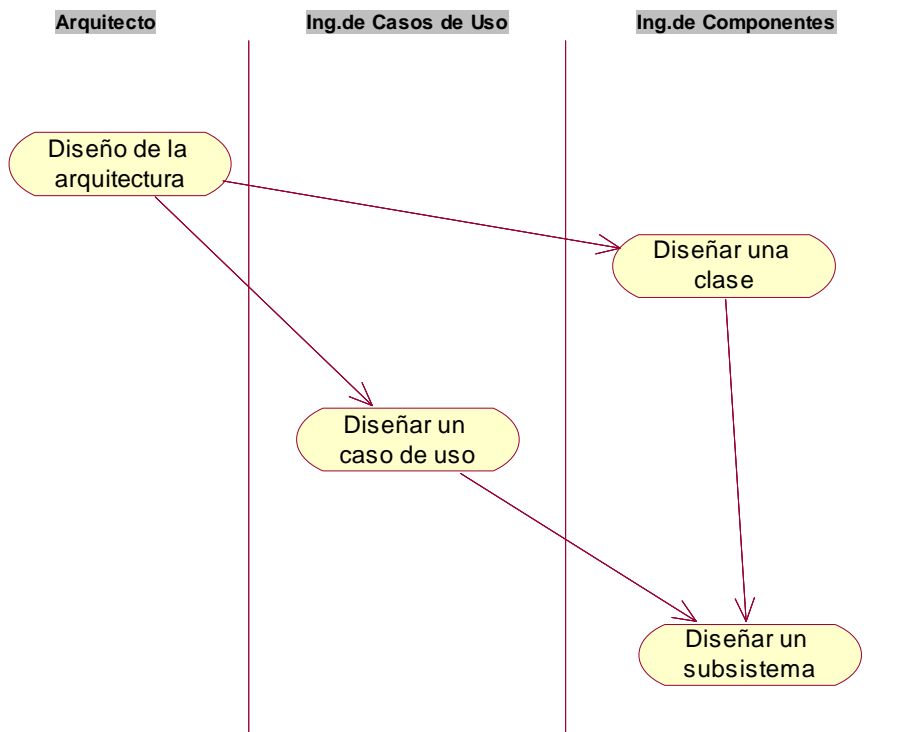 Arquitecto
Ing.de Casos de Uso
Ing.de Componentes
Diseño de la
arquitectura
Diseñar una
clase
Diseñar un
caso de uso
Diseñar un
subsistema